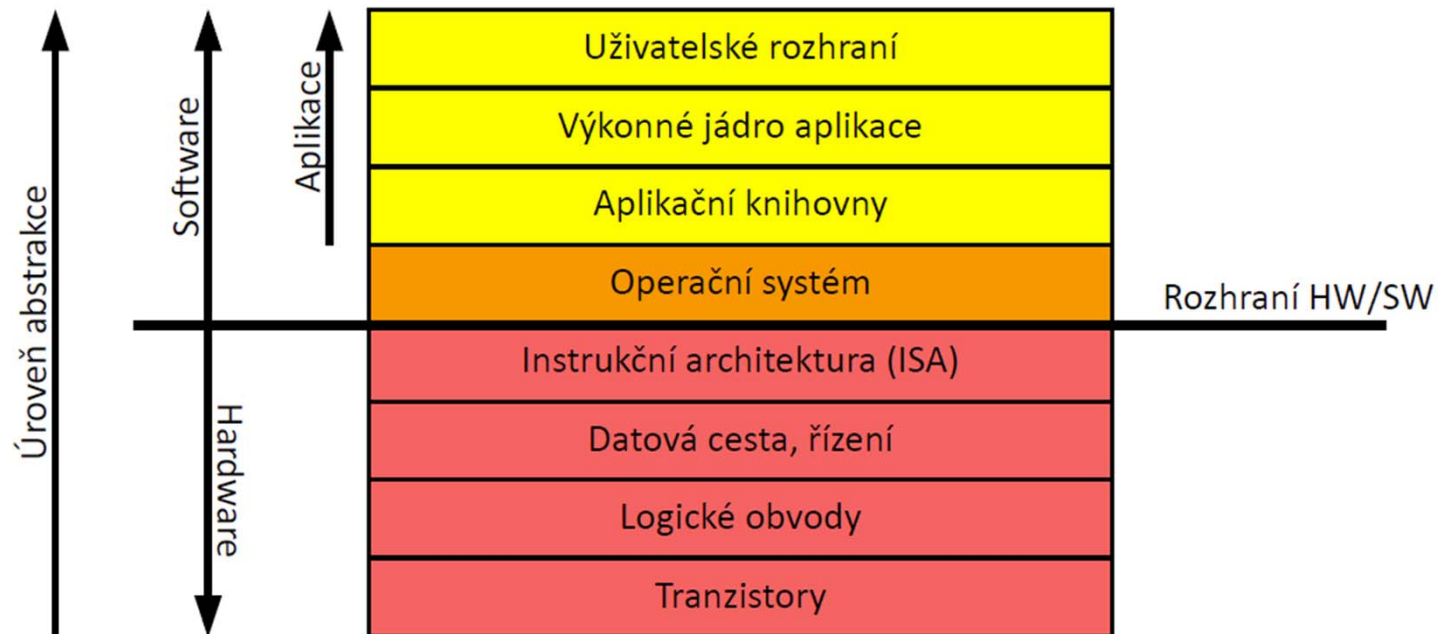 Uživatelské rozhraní
Výkonné jádro aplikace
Aplikační knihovny
Operační systém
Instrukční architektura (ISA)
Datová cesta, řízení
Logické obvody
Tranzistory
Úroveň abstrakce
Software
Hardware
Aplikace
Rozhraní HW/SW